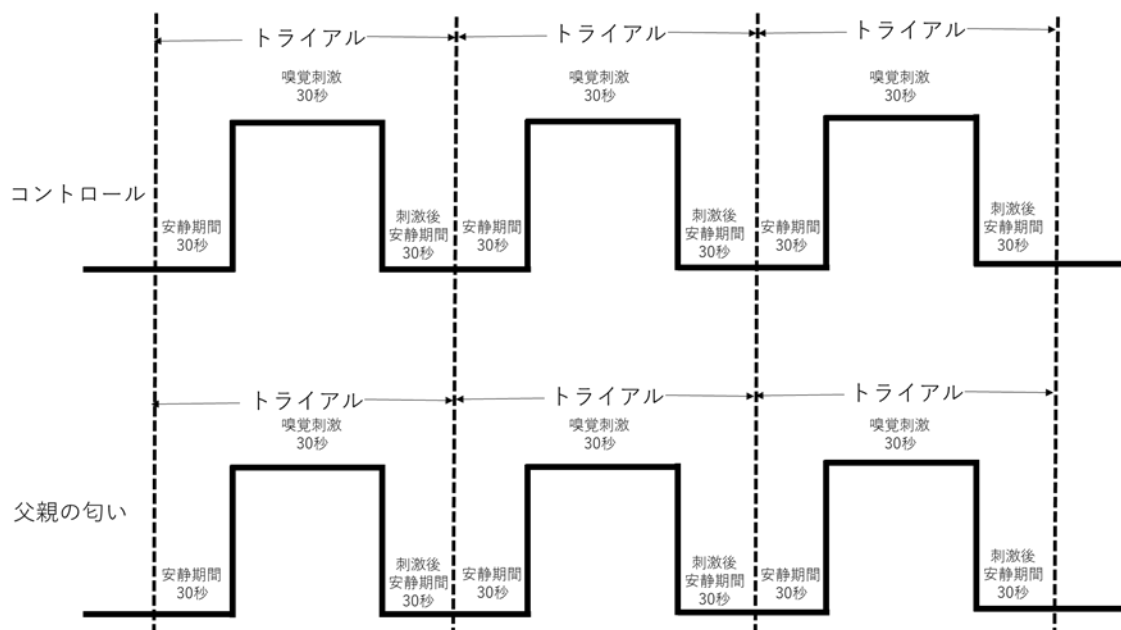 トライアル
トライアル
トライアル
嗅覚刺激
30秒
嗅覚刺激
30秒
嗅覚刺激
30秒
コントロール
安静期間
30秒
刺激後
安静期間
30秒
安静期間
30秒
刺激後
安静期間
30秒
安静期間
30秒
刺激後
安静期間
30秒
トライアル
トライアル
トライアル
嗅覚刺激
30秒
嗅覚刺激
30秒
嗅覚刺激
30秒
父親の匂い
安静期間
30秒
刺激後
安静期間
30秒
安静期間
30秒
刺激後
安静期間
30秒
安静期間
30秒
刺激後
安静期間
30秒